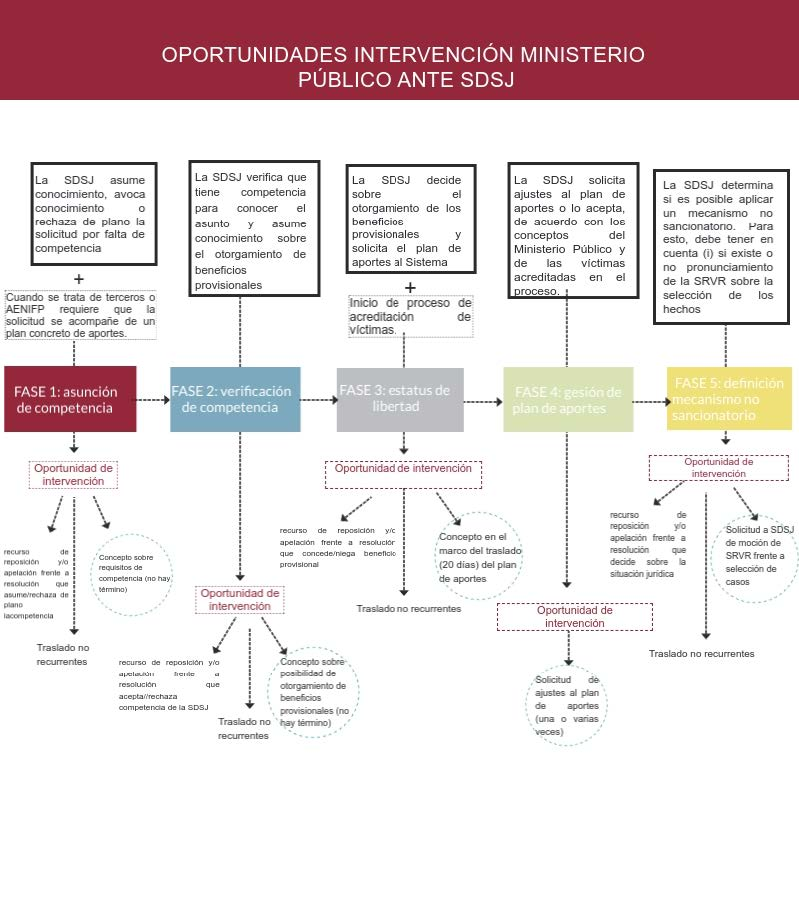 OPORTUNIDADES INTERVENCIÓN MINISTERIO
PÚBLICO ANTE SDSJ
La SDSJ asume
conocimiento, avoca
conocimiento o
rechaza de plano la
solicitud por falta de
competencia
+
Cuando se trata de terceros o
AENIFP requiere que la
solicitud se acompañe de un
plan concreto de aportes.
La SDSJ verifica que
tiene competencia
para conocer el
asunto y asume
conocimiento sobre
el otorgamiento de
beneficios
provisionales
La SDSJ decide
sobre el
otorgamiento de los
beneficios
provisionales y
solicita el plan de
aportes al Sistema
+
Inicio de proceso de
acreditación de
víctimas.
La SDSJ solicita
ajustes al plan de
aportes o lo acepta,
de acuerdo con los
conceptos del
Ministerio Público y
de las víctimas
acreditadas en el
proceso.
La SDSJ determina
si es posible aplicar
un mecanismo no
sancionatorio. Para
esto, debe tener en
cuenta (i) si existe o
no pronunciamiento
de la SRVR sobre la
selección de los
hechos
FASE 1: asunción
de competencia
FASE 2: verificación
de competencia
FASE 3: estatus de
libertad
FASE 4: gesión de
plan de aportes
FASE 5: definición
mecanismo no
sancionatorio
Oportunidad de
intervención
recurso de
reposición y/o
apelación frente a
resolución que
asume/rechaza de
plano
iacompetencia
Traslado no
recurrentes
Concepto sobre
requisitos de
competencia (no hay
término)
Oportunidad de
intervención
recurso de reposición y/o
apelación frente a
resolución que
acepta//rechaza
competencia de la SDSJ
Traslado no
recurrentes
Concepto sobre
posibilidad de
otorgamiento de
beneficios
provisionales (no
hay término)
Oportunidad de intervención
recurso de reposición y/o
apelación frente a resolución
que concede/niega beneficio
provisional
Traslado no recurrentes
Concepto en el
marco del traslado
(20 días) del plan
de aportes
Oportunidad de
intervención
Solicitud de
ajustes al plan
de aportes
(una o varias
veces)
Oportunidad de
intervención
recurso de
reposición y/o
apelación frente a
resolución que
decide sobre la
situación jurídica
Traslado no recurrentes
Solicitud a SDSJ
de moción de
SRVR frente a
selección de
casos